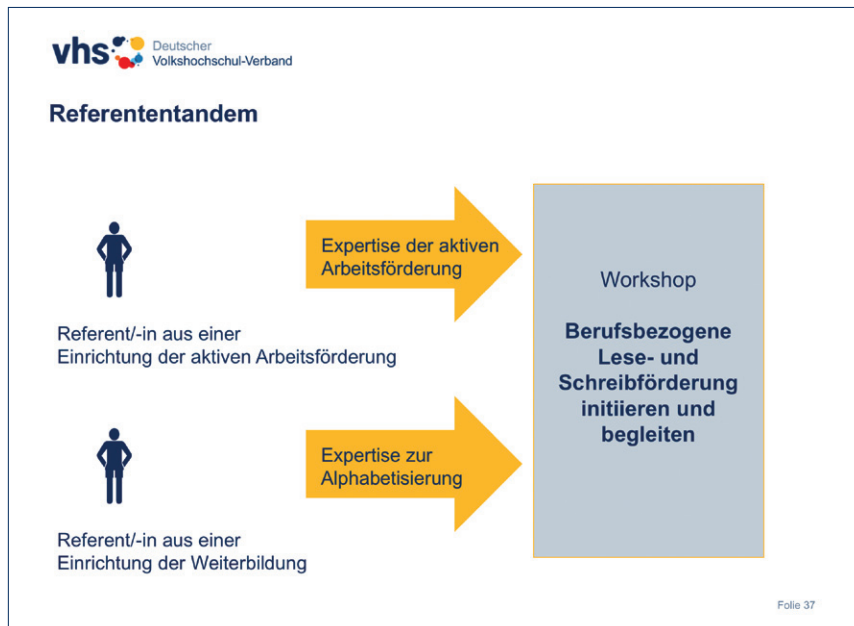 vhs Deutscher
Volkshochschul-Verband
Referententandem
Expertise der aktiven
Arbeitsförderung
Referent/-in aus einer
Einrichtung der aktiven Arbeitsförderung
Expertise zur
Alphabetisierung
Referent/-in aus einer
Einrichtung der Weiterbildung
Workshop
Berufsbezogene
Lese- und
Schreibförderung
initiieren und
begleiten
Folie 37